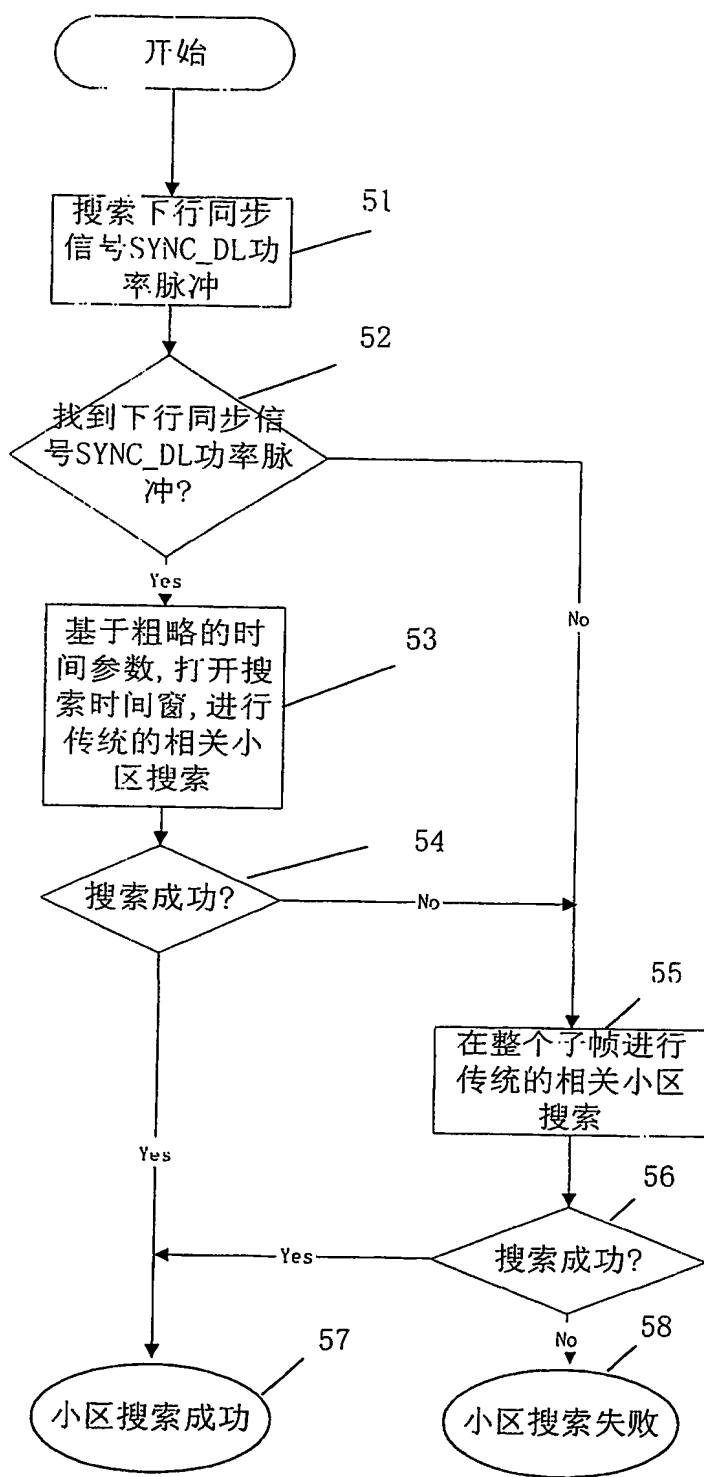 开始
搜索下行同步
信号SYNC_DL功
率脉冲
51
52
找到下行同步信
号SYNC_DL功率脉
冲?
Yes
No
基于粗略的时
间参数,打开搜
索时间窗,进行
传统的相关小
区搜索
53
54
搜索成功?
No
55
在整个子帧进行
传统的相关小区
搜索
Yes
56
搜索成功?
Yes
No
57
58
小区搜索成功
小区搜索失败